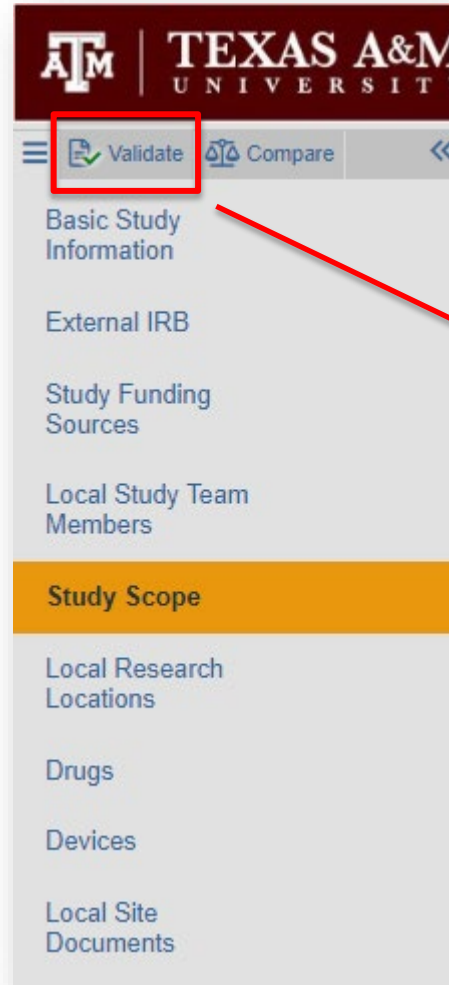 ĀM | TEXAS A&M
UNIVERSIT
Validate Compare
Basic Study
Information
External IRB
Study Funding
Sources
Local Study Team
Members
Study Scope
Local Research
Locations
Drugs
Devices
Local Site
Documents